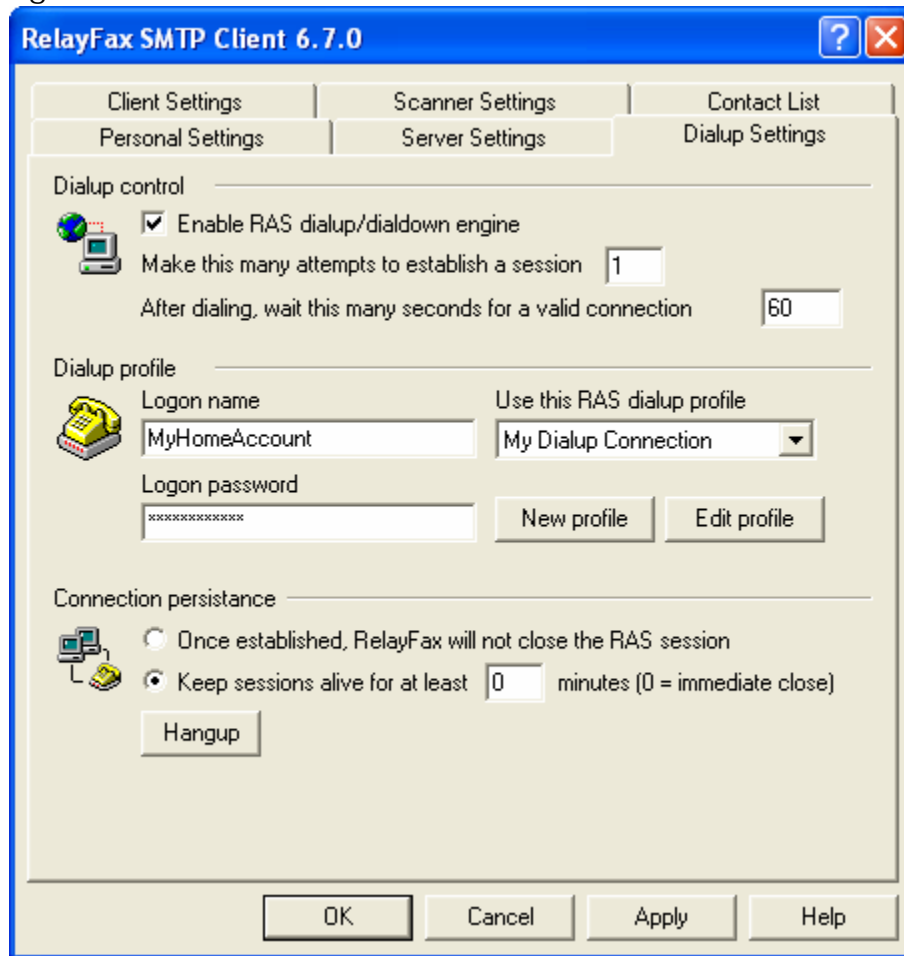 RelayFax SMTP Client 6.7.0
Client Settings Scanner Settings Contact List
Personal Settings Server Settings Dialup Settings
Dialup control
Enable RAS dialup/dialdown engine
Make this many attempts to establish a session 1
After dialing, wait this many seconds for a valid connection 60
Dialup profile
Logon name Use this RAS dialup profile
MyHomeAccount My Dialup Connection
Logon password
xxxxxxxxxxxx New profile Edit profile
Connection persistance
Once established, RelayFax will not close the RAS session
Keep sessions alive for at least 0 minutes (0 = immediate close)
Hangup
OK Cancel Apply Help